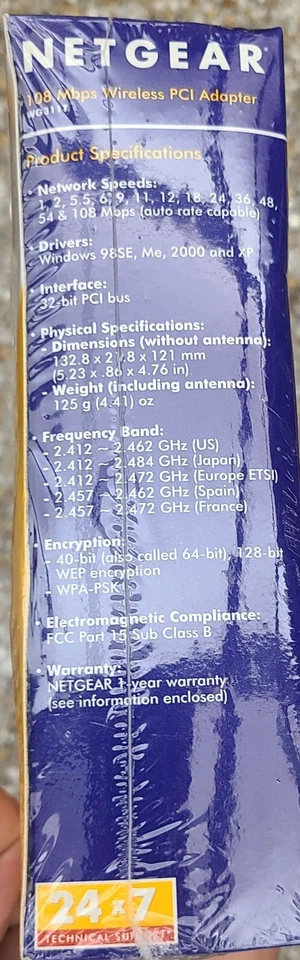 NETGEAR®
108 Mbps Wireless PCI Adapter
WG311T
Product Specifications
• Network Speeds:
1, 2, 5.5, 6, 9, 11, 12, 18, 24, 36, 48,
54 & 108 Mbps (auto rate capable)
• Drivers:
Windows 98SE, Me, 2000 and XP
• Interface:
32-bit PCI bus
• Physical Specifications:
- Dimensions (without antenna):
132.8 x 21.8 x 121 mm
(5.23 x .86 x 4.76 in)
- Weight (including antenna):
125 g (4.41) oz
• Frequency Band:
- 2.412 ~ 2.462 GHz (US)
- 2.412 ~ 2.484 GHz (Japan)
- 2.412 ~ 2.472 GHz (Europe ETSI)
- 2.457 ~ 2.462 GHz (Spain)
- 2.457 ~ 2.472 GHz (France)
• Encryption:
- 40-bit (also called 64-bit), 128-bit
WEP encryption
- WPA-PSK
• Electromagnetic Compliance:
FCC Part 15 Sub Class B
• Warranty:
NETGEAR 1-year warranty
(see information enclosed)
24x7
TECHNICAL SUPPORT*